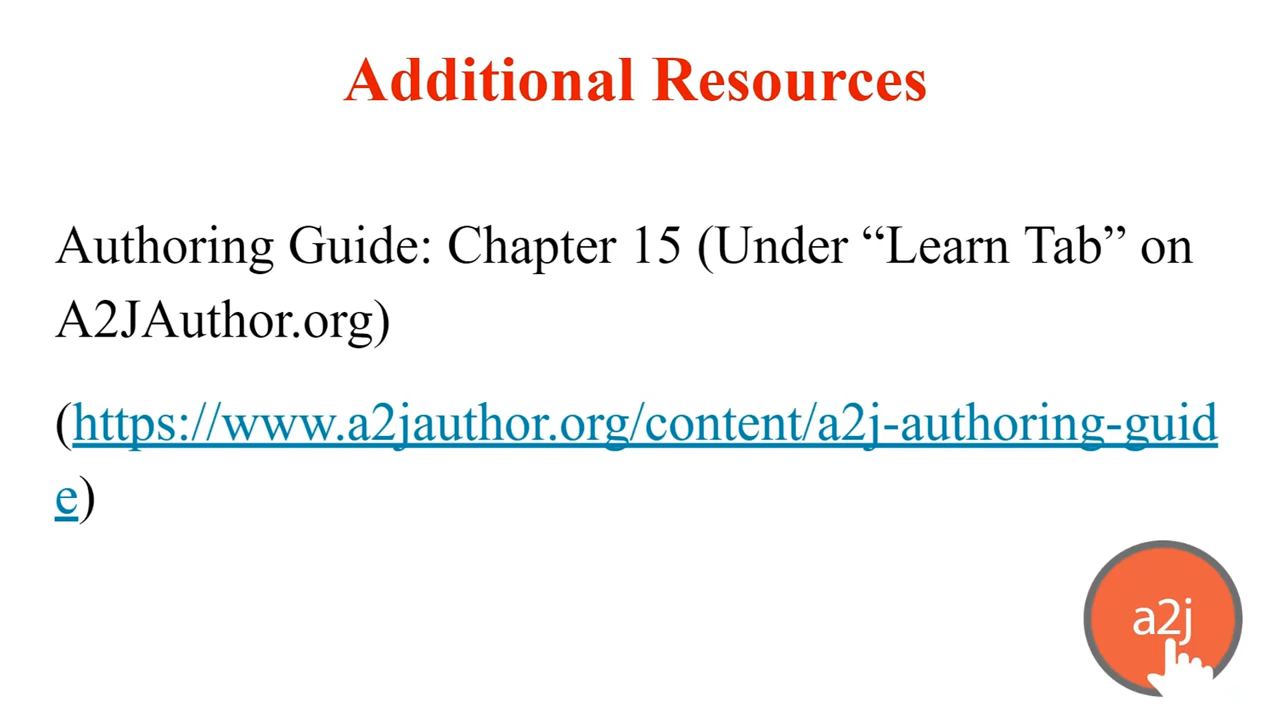 Additional Resources
Authoring Guide: Chapter 15 (Under “Learn Tab” on
A2JAuthor.org)
(https://www.a2jauthor.org/content/a2j-authoring-guid
e)
a2j